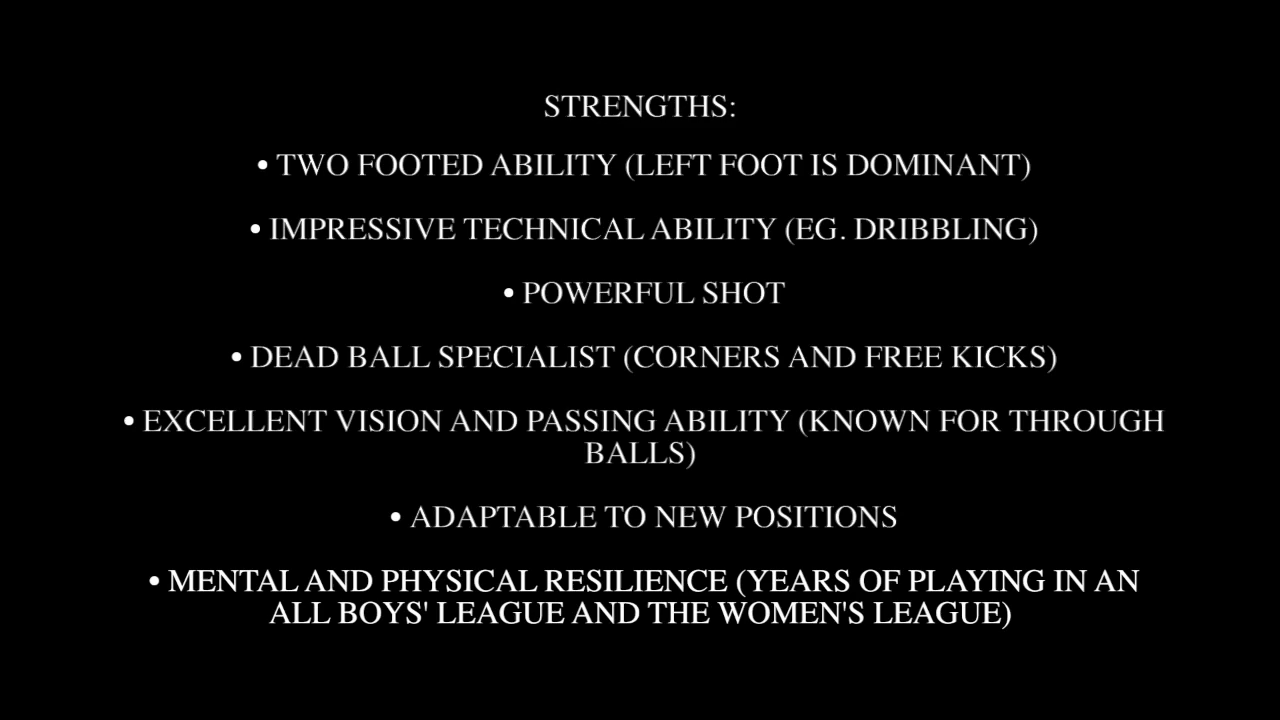 STRENGTHS:
• TWO FOOTED ABILITY (LEFT FOOT IS DOMINANT)
• IMPRESSIVE TECHNICAL ABILITY (EG. DRIBBLING)
• POWERFUL SHOT
• DEAD BALL SPECIALIST (CORNERS AND FREE KICKS)
• EXCELLENT VISION AND PASSING ABILITY (KNOWN FOR THROUGH
BALLS)
• ADAPTABLE TO NEW POSITIONS
• MENTAL AND PHYSICAL RESILIENCE (YEARS OF PLAYING IN AN
ALL BOYS' LEAGUE AND THE WOMEN'S LEAGUE)